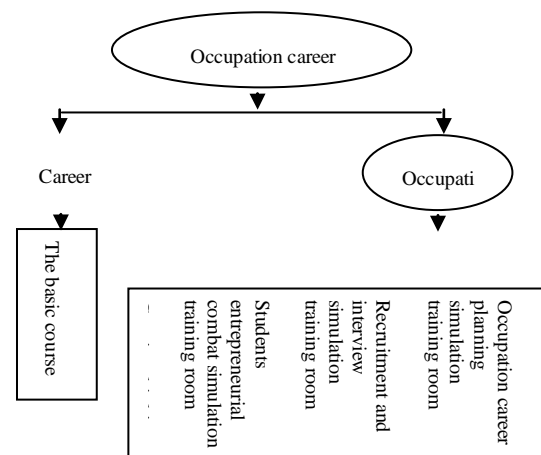 Occupation career
Career
Occupati
The basic course
Occupation career
planning
simulation
training room
Recruitment and
interview
simulation
training room
Students
entrepreneurial
combat simulation
training room